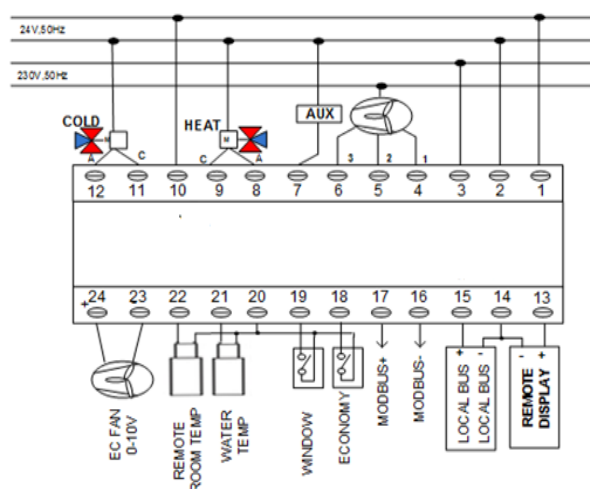 24V,50Hz
230V,50Hz
COLD
M
A
C
HEAT
M
C
A
AUX
3
2
1
12 11 10 9 8 7 6 5 4 3 2 1
24 23 22 21 20 19 18 17 16 15 14 13
+
-
EC FAN
0-10V
REMOTE
ROOM TEMP
WATER
TEMP
WINDOW
ECONOMY
MODBUS+
MODBUS-
LOCAL BUS +
LOCAL BUS -
REMOTE -
DISPLAY +